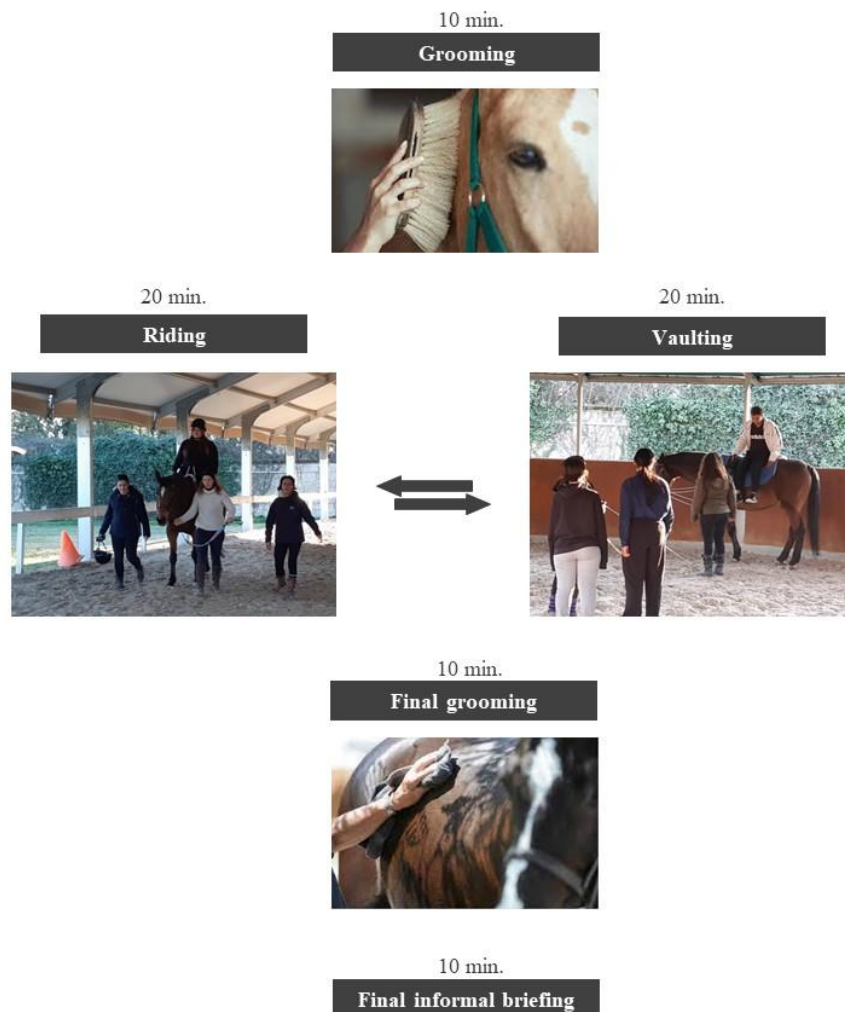 10 min.
Grooming
20 min.
Riding
20 min.
Vaulting
10 min.
Final grooming
10 min.
Final informal briefing